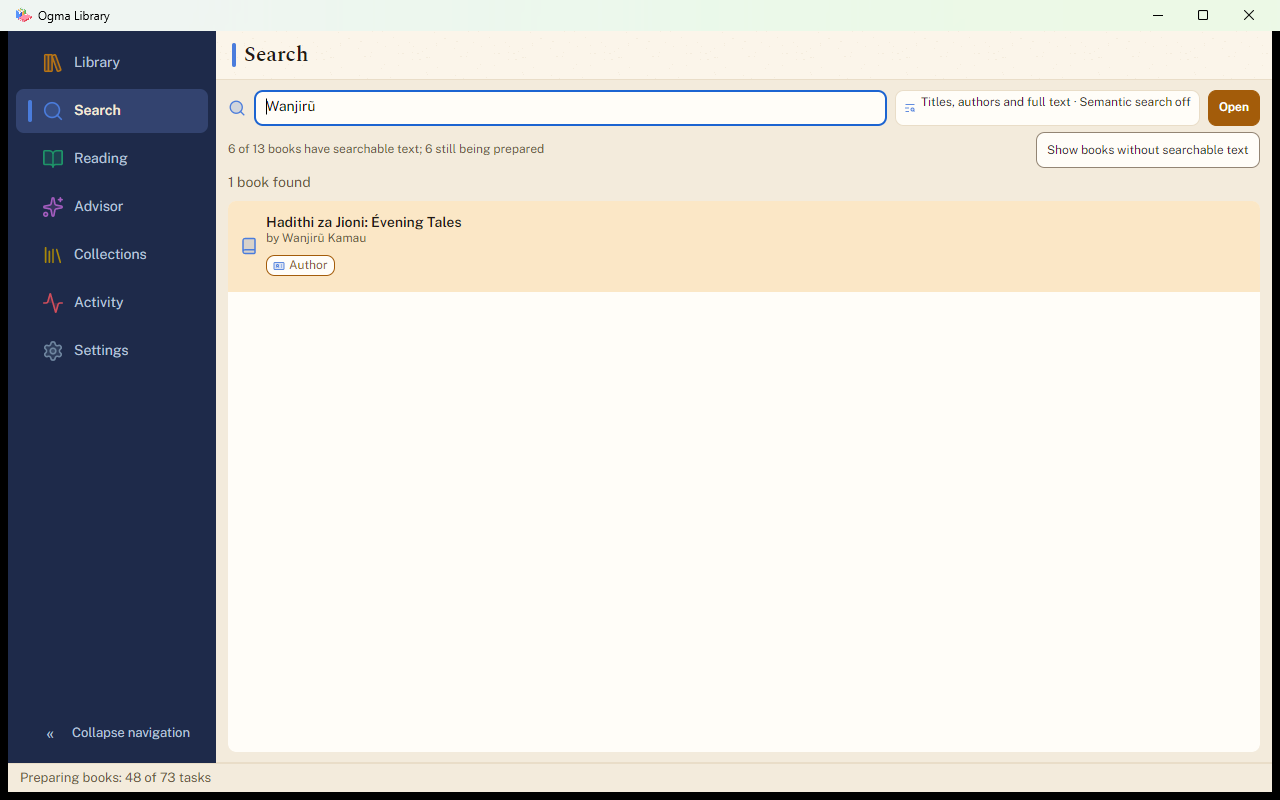 Ogma Library
Library
Search
Reading
Advisor
Collections
Activity
Settings
« Collapse navigation
Search
Wanjirũ
Titles, authors and full text · Semantic search off
Open
6 of 13 books have searchable text; 6 still being prepared
Show books without searchable text
1 book found
Hadithi za Jioni: Évening Tales
by Wanjirũ Kamau
Author
Preparing books: 48 of 73 tasks